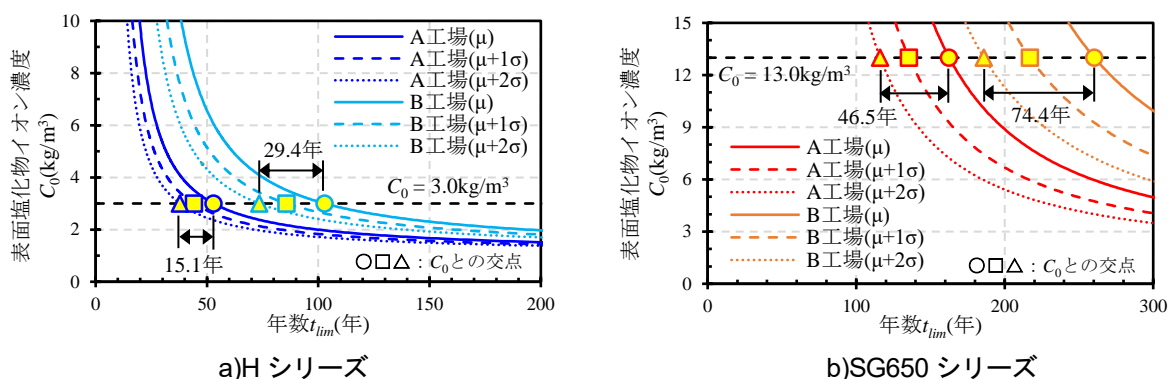 表面塩化物イオン濃度
C₀(kg/m³)
10
8
6
4
2
0
0
50
100
150
200
年数t_lim(年)
A工場(μ)
A工場(μ+1σ)
A工場(μ+2σ)
B工場(μ)
B工場(μ+1σ)
B工場(μ+2σ)
29.4年
C₀ = 3.0kg/m³
15.1年
○□△：C₀との交点
a)H シリーズ
表面塩化物イオン濃度
C₀(kg/m³)
15
12
9
6
3
0
0
100
200
300
年数t_lim(年)
C₀ = 13.0kg/m³
46.5年
74.4年
A工場(μ)
A工場(μ+1σ)
A工場(μ+2σ)
B工場(μ)
B工場(μ+1σ)
B工場(μ+2σ)
○□△：C₀との交点
b)SG650 シリーズ